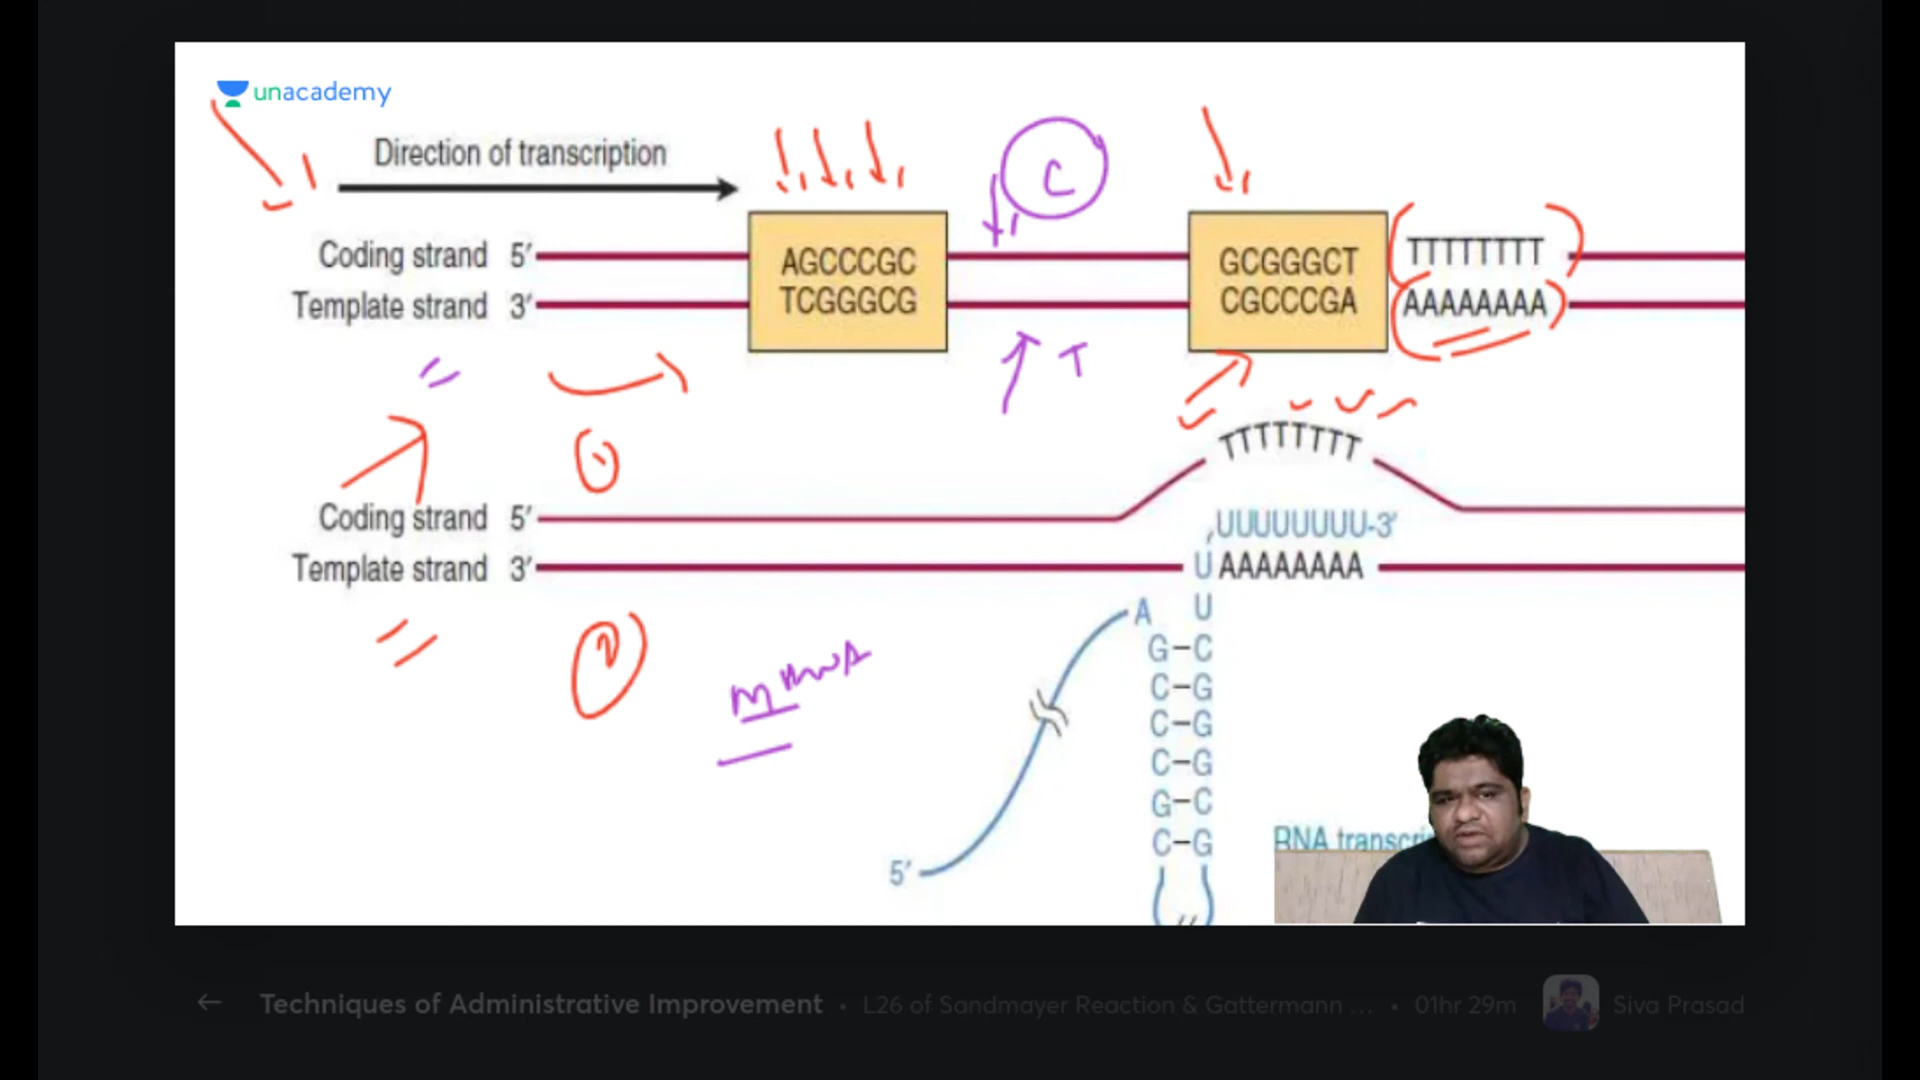 unacademy
Direction of transcription
C
Coding strand 5′ AGCCCGC GCGGGCT TTTTTTTT
Template strand 3′ TCGGGCG CGCCCGA AAAAAAAA
T
TTTTTTTT
Coding strand 5′
UUUUUUUU-3′
Template strand 3′ U AAAAAAAA
A U
G-C
C-G
C-G
C-G
G-C
C-G
5′
RNA transcri
← Techniques of Administrative Improvement • L26 of Sandmayer Reaction & Gattermann ... • 01hr 29m Siva Prasad